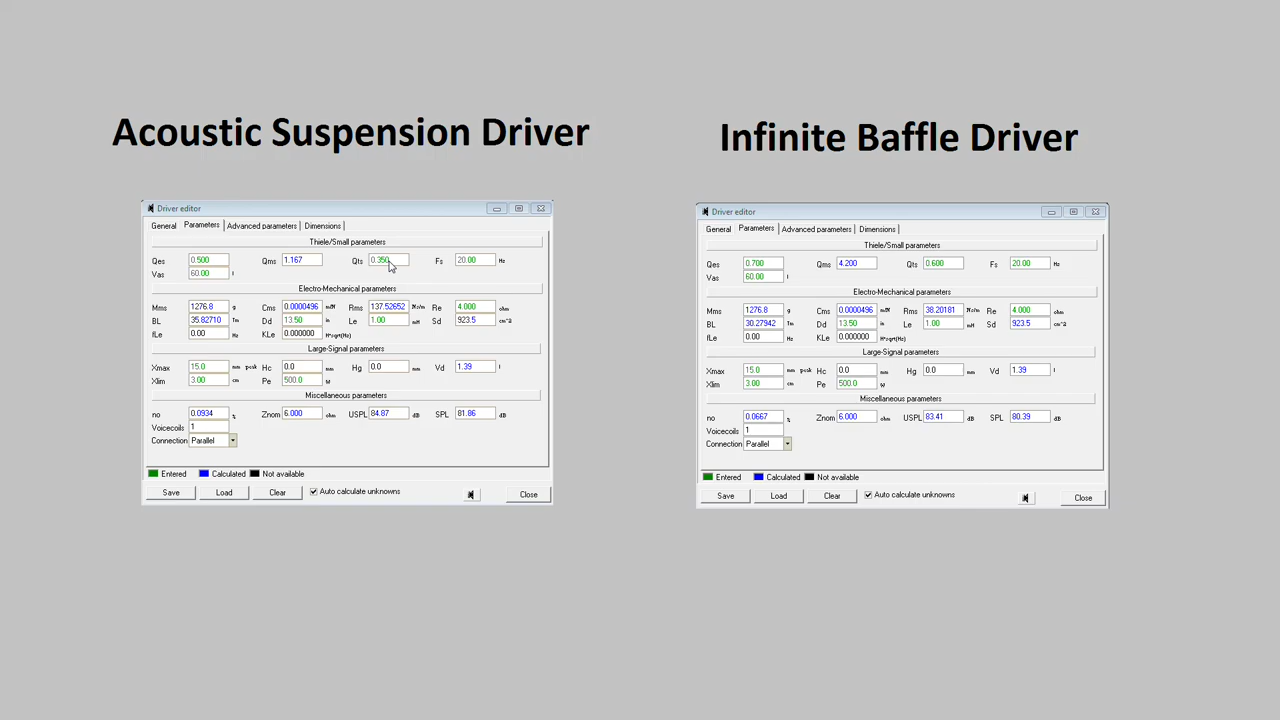 Acoustic Suspension Driver
Infinite Baffle Driver
Driver editor
General Parameters Advanced parameters Dimensions
Thiele/Small parameters
Qes 0.500 Qms 1.167 Qts 0.350 Fs 20.00 Hz
Vas 60.00 l
Electro-Mechanical parameters
Mms 1276.8 g Cms 0.0000496 m/N Rms 137.52652 Ns/m Re 4.000 ohm
BL 35.82710 Tm Dd 13.50 in Le 1.00 mH Sd 923.5 cm^2
fLe 0.00 Hz KLe 0.000000 H*sqrt(Hz)
Large-Signal parameters
Xmax 15.0 mm peak Hc 0.0 mm Hg 0.0 mm Vd 1.39 l
Xlim 3.00 cm Pe 500.0 W
Miscellaneous parameters
no 0.0934 % Znom 6.000 ohm USPL 84.87 dB SPL 81.86 dB
Voicecoils 1
Connection Parallel
Entered Calculated Not available
Save Load Clear Auto calculate unknowns Close
Driver editor
General Parameters Advanced parameters Dimensions
Thiele/Small parameters
Qes 0.700 Qms 4.200 Qts 0.600 Fs 20.00 Hz
Vas 60.00 l
Electro-Mechanical parameters
Mms 1276.8 g Cms 0.0000496 m/N Rms 38.20181 Ns/m Re 4.000 ohm
BL 30.27942 Tm Dd 13.50 in Le 1.00 mH Sd 923.5 cm^2
fLe 0.00 Hz KLe 0.000000 H*sqrt(Hz)
Large-Signal parameters
Xmax 15.0 mm peak Hc 0.0 mm Hg 0.0 mm Vd 1.39 l
Xlim 3.00 cm Pe 500.0 W
Miscellaneous parameters
no 0.0667 % Znom 6.000 ohm USPL 83.41 dB SPL 80.39 dB
Voicecoils 1
Connection Parallel
Entered Calculated Not available
Save Load Clear Auto calculate unknowns Close